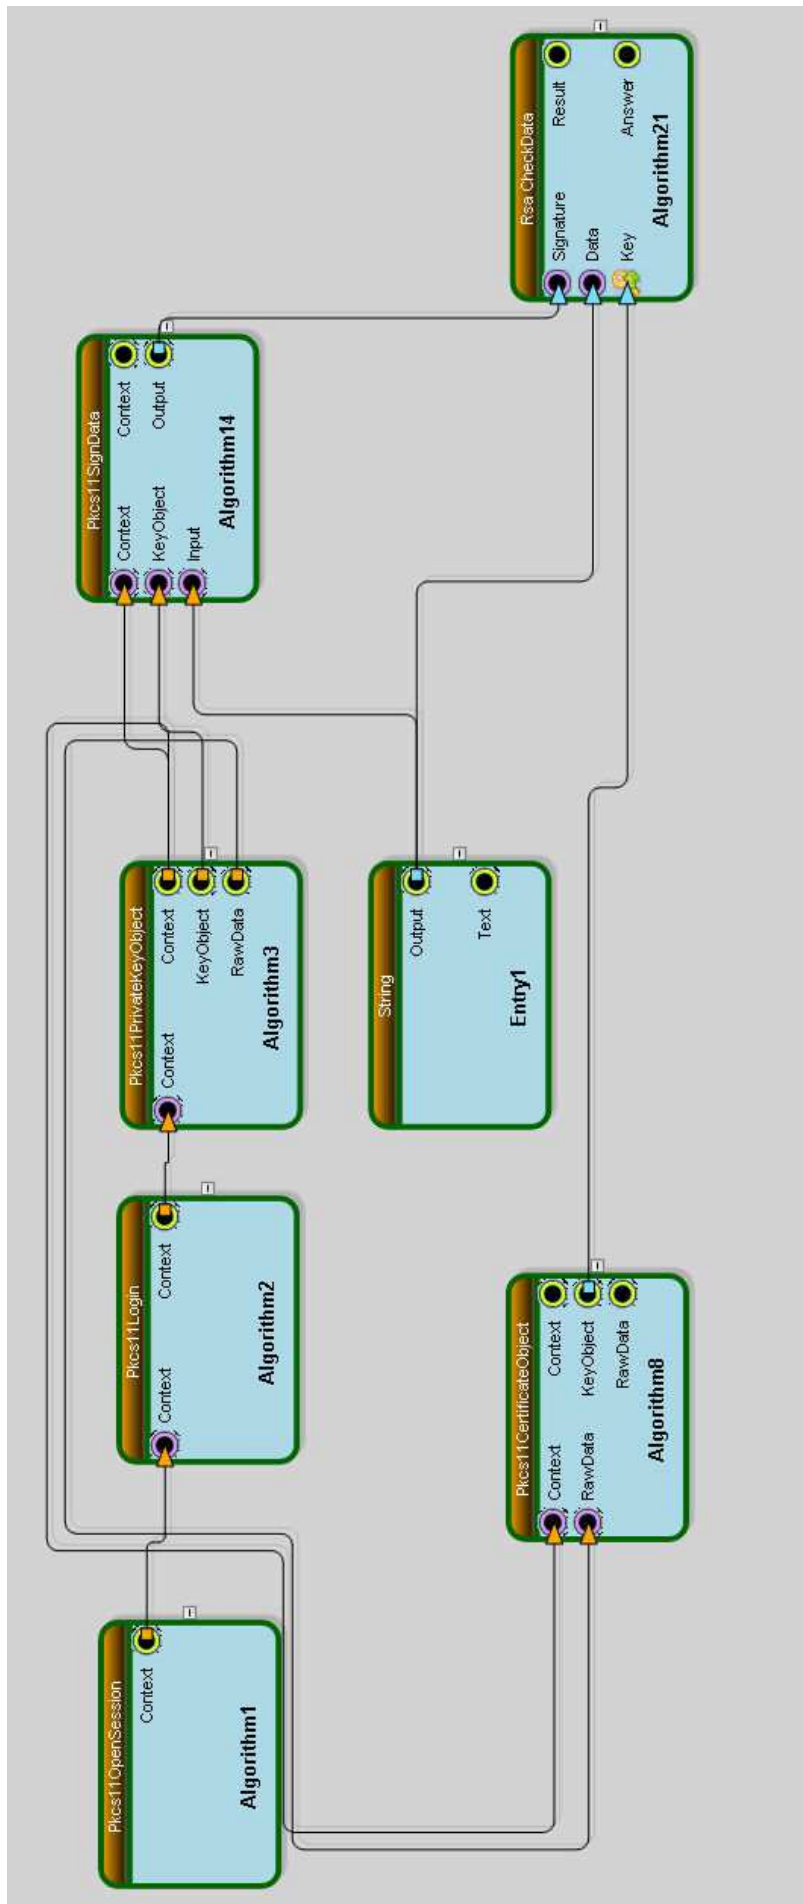 Pkcs11OpenSession
Context
Algorithm1
Pkcs11Login
Context
Context
Algorithm2
Pkcs11PrivateKeyObject
Context
Context
KeyObject
RawData
Algorithm3
Pkcs11SignData
Context
Context
KeyObject
Output
Input
Algorithm14
String
Output
Text
Entry1
Pkcs11CertificateObject
Context
Context
RawData
KeyObject
RawData
Algorithm8
Rsa CheckData
Signature
Result
Data
Key
Answer
Algorithm21